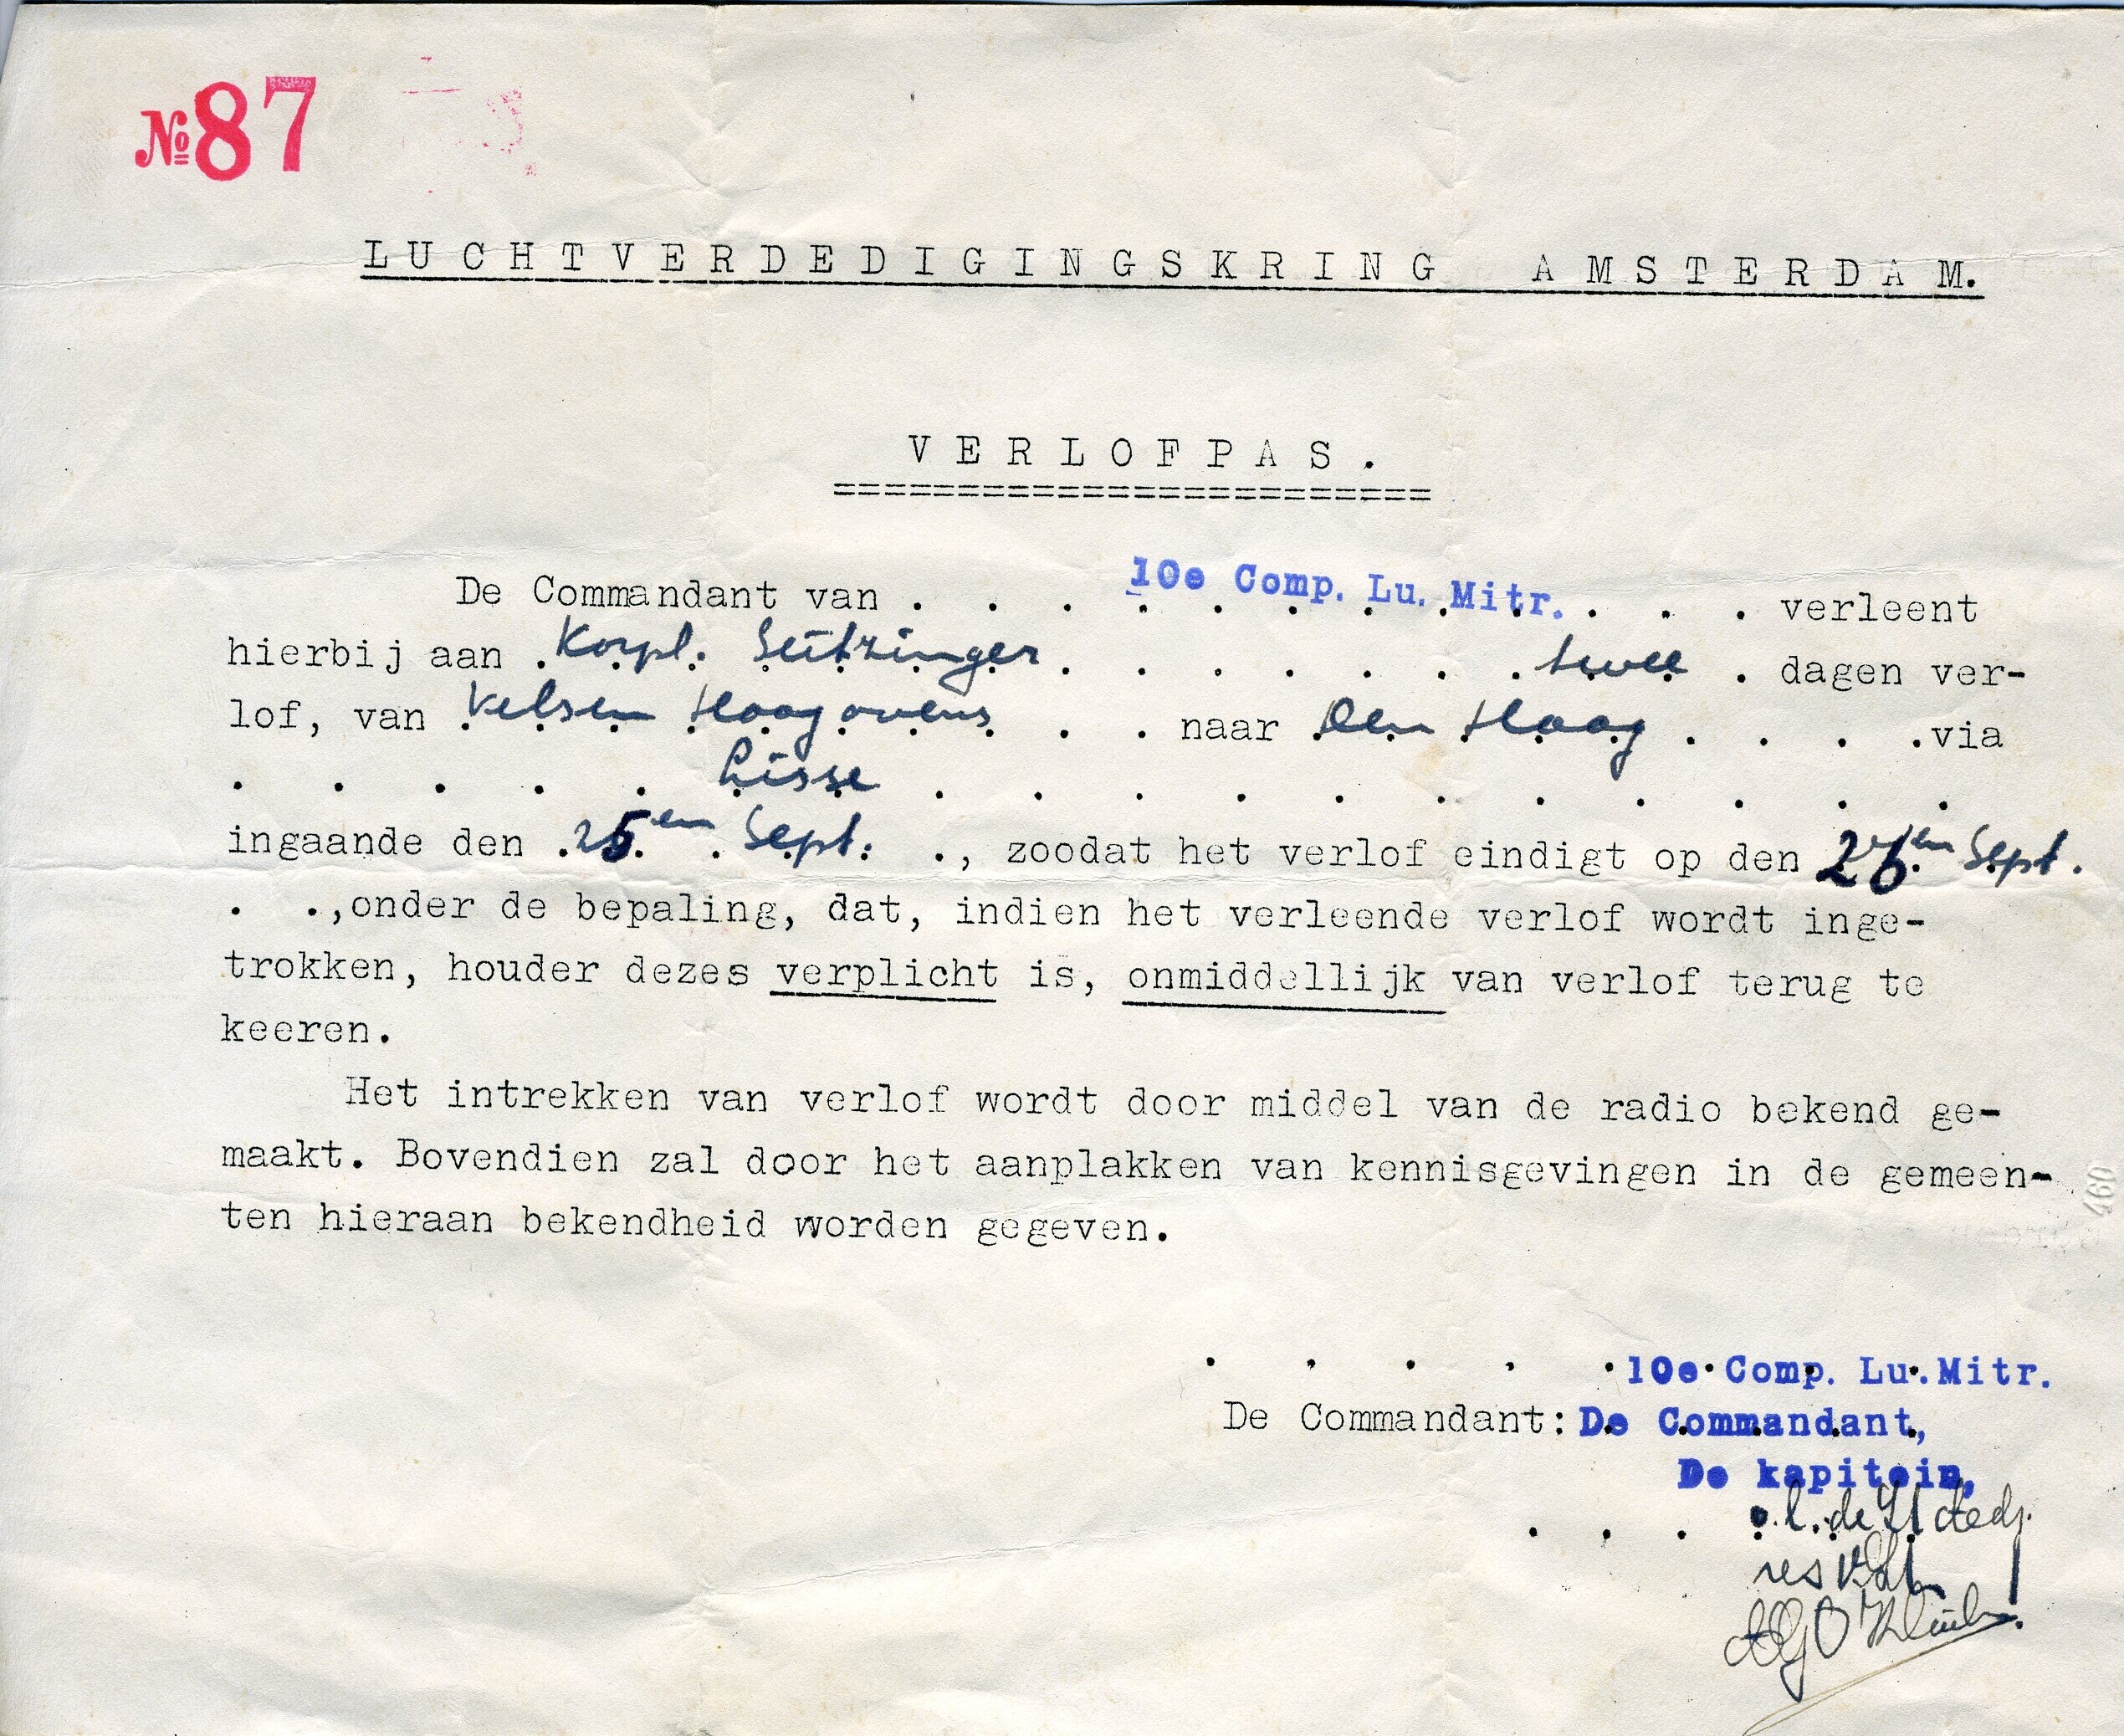 №87
LUCHTVERDEDIGINGSKRING AMSTERDAM.
VERLOFPAS.
De Commandant van . . . 10e Comp. Lu. Mitr. . . . verleent
hierbij aan Korpl. Seitzinger . . . . . . . twee . dagen ver-
lof, van Velsen Hoogovens . . naar Den Haag . . . . via
. . . . . Lisse . . . . . . . . . . .
ingaande den 25en Sept. ., zoodat het verlof eindigt op den 26en Sept.
. .,onder de bepaling, dat, indien het verleende verlof wordt inge-
trokken, houder dezes verplicht is, onmiddellijk van verlof terug te
keeren.
Het intrekken van verlof wordt door middel van de radio bekend ge-
maakt. Bovendien zal door het aanplakken van kennisgevingen in de gemeen-
ten hieraan bekendheid worden gegeven.
. . . . . 10e Comp. Lu. Mitr.
De Commandant: De Commandant,
De kapitein,
460